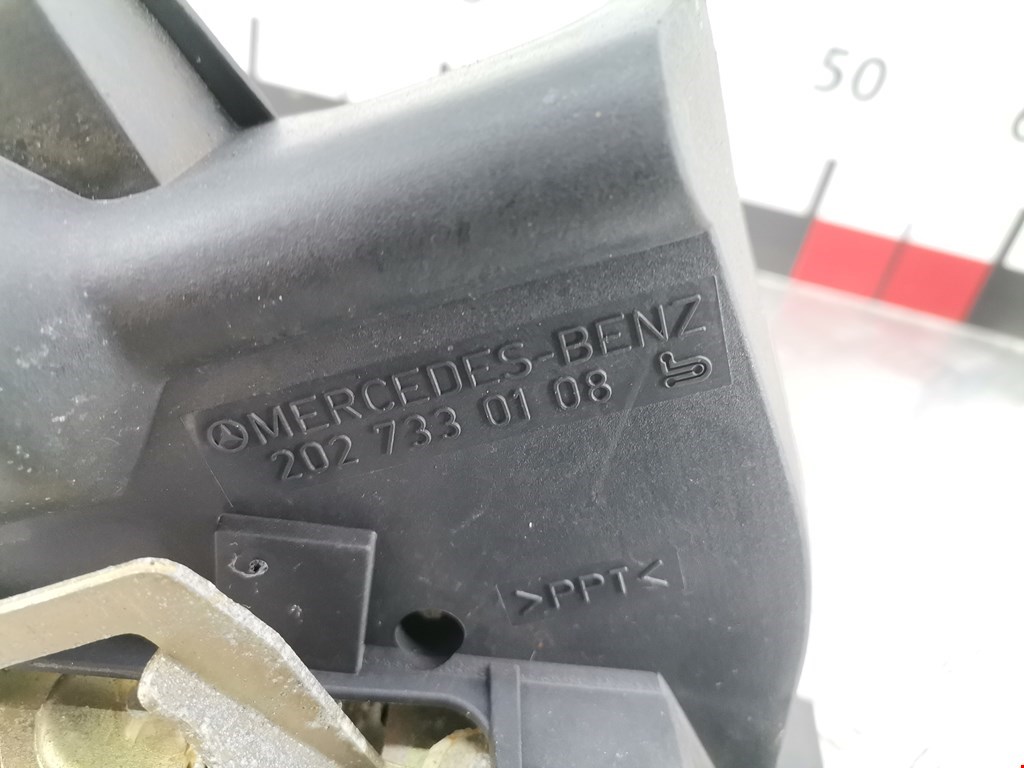 50
MERCEDES-BENZ
202 733 01 08
>PPT<